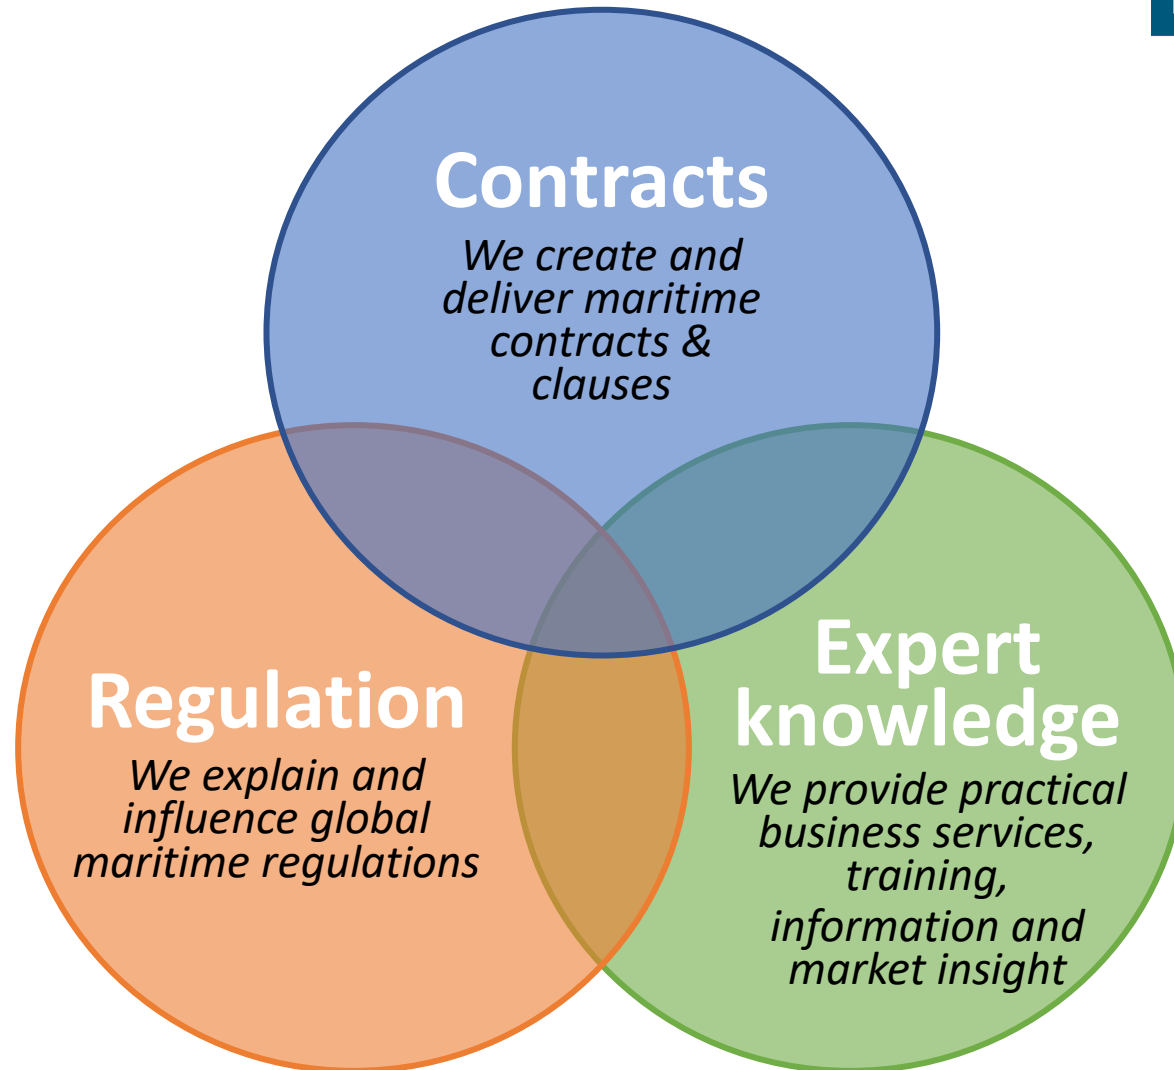 Contracts
We create and
deliver maritime
contracts &
clauses
Regulation
We explain and
influence global
maritime regulations
Expert
knowledge
We provide practical
business services,
training,
information and
market insight